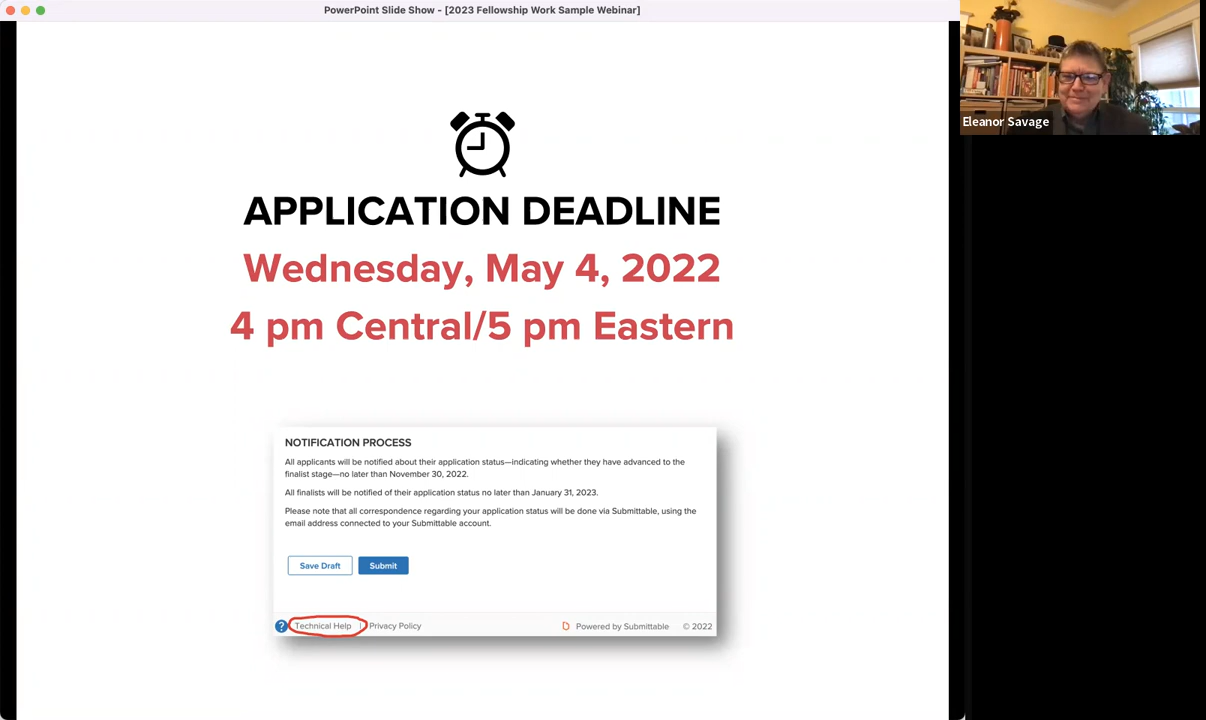 PowerPoint Slide Show - [2023 Fellowship Work Sample Webinar]
Eleanor Savage
APPLICATION DEADLINE
Wednesday, May 4, 2022
4 pm Central/5 pm Eastern
NOTIFICATION PROCESS
All applicants will be notified about their application status—indicating whether they have advanced to the
finalist stage—no later than November 30, 2022.
All finalists will be notified of their application status no later than January 31, 2023.
Please note that all correspondence regarding your application status will be done via Submittable, using the
email address connected to your Submittable account.
Save Draft Submit
? Technical Help | Privacy Policy Powered by Submittable © 2022